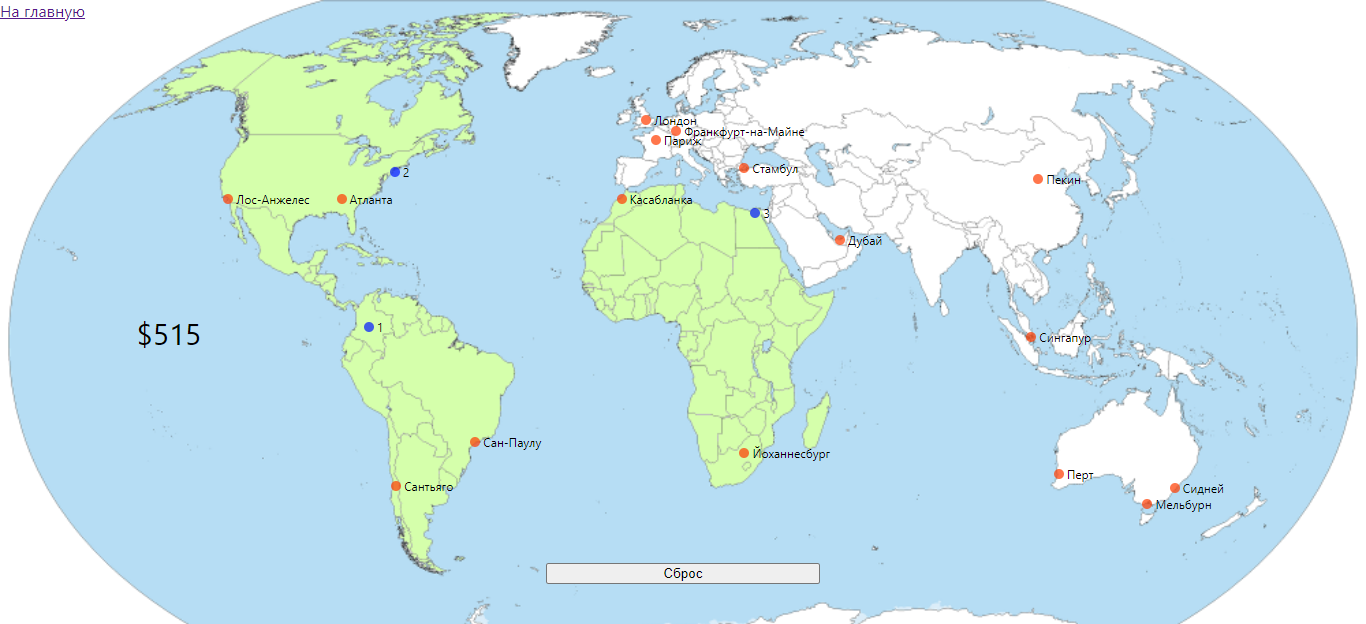 На главную
Лондон
Франкфурт-на-Майне
Париж
Стамбул
2
Пекин
Лос-Анжелес
Атланта
Касабланка
3
Дубай
$515
1
Сингапур
Сан-Паулу
Йоханнесбург
Перт
Сантьяго
Сидней
Мельбурн
Сброс